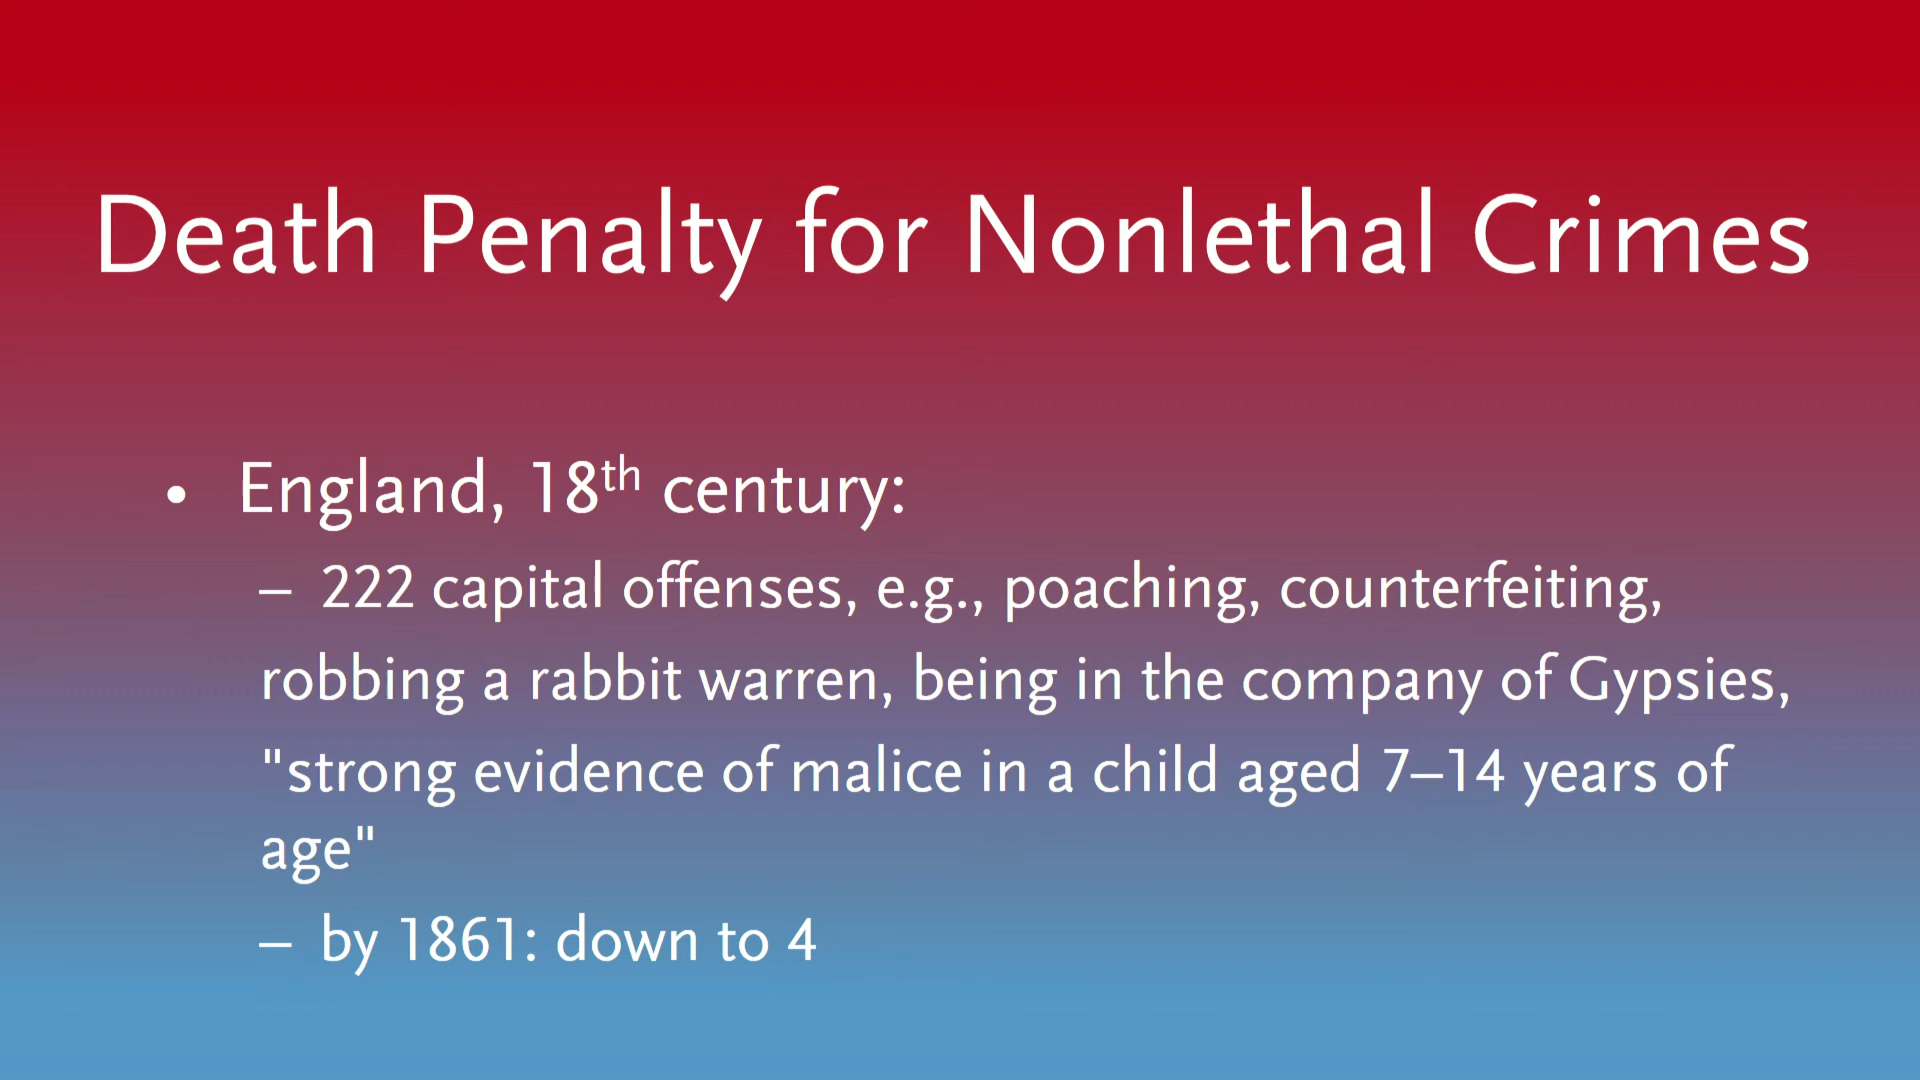 Death Penalty for Nonlethal Crimes
• England, 18th century:
– 222 capital offenses, e.g., poaching, counterfeiting,
robbing a rabbit warren, being in the company of Gypsies,
"strong evidence of malice in a child aged 7–14 years of
age"
– by 1861: down to 4